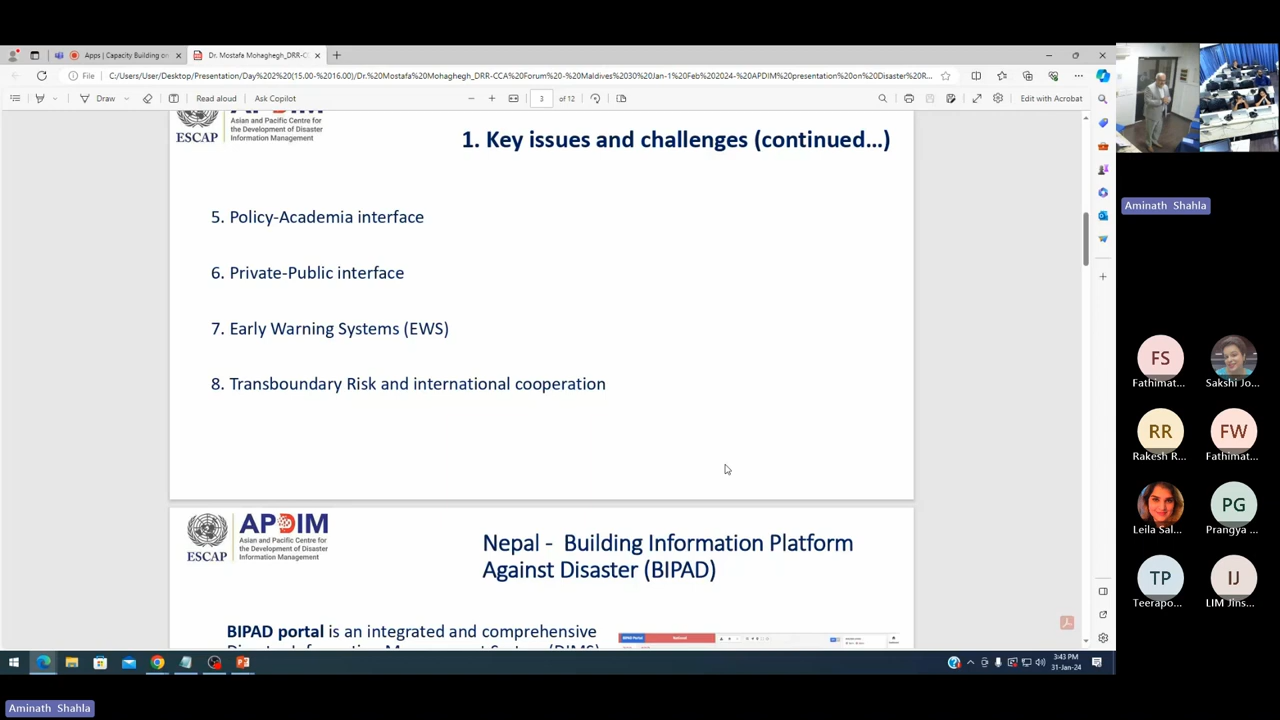 Apps | Capacity Building on
Dr. Mostafa Mohaghegh_DRR-CC
File
C:/Users/User/Desktop/Presentation/Day%202%20(15.00-%2016.00)/Dr.%20Mostafa%20Mohaghegh_DRR-CCA%20Forum%20-%20Maldives%2030%20Jan-1%20Feb%202024-%20APDIM%20presentation%20on%20Disaster%20R...
Draw
Read aloud
Ask Copilot
3
of 12
Edit with Acrobat
ESCAP
APDIM
Asian and Pacific Centre for
the Development of Disaster
Information Management
1. Key issues and challenges (continued...)
5. Policy-Academia interface
6. Private-Public interface
7. Early Warning Systems (EWS)
8. Transboundary Risk and international cooperation
ESCAP
APDIM
Asian and Pacific Centre for
the Development of Disaster
Information Management
Nepal - Building Information Platform
Against Disaster (BIPAD)
BIPAD portal is an integrated and comprehensive
BIPAD Portal
National
3:43 PM
31-Jan-24
Aminath Shahla
FS
Fathimat...
Sakshi Jo...
RR
Rakesh R...
FW
Fathimat...
Leila Sal...
PG
Prangya ...
TP
Teerapo...
IJ
LIM Jins...
Aminath Shahla